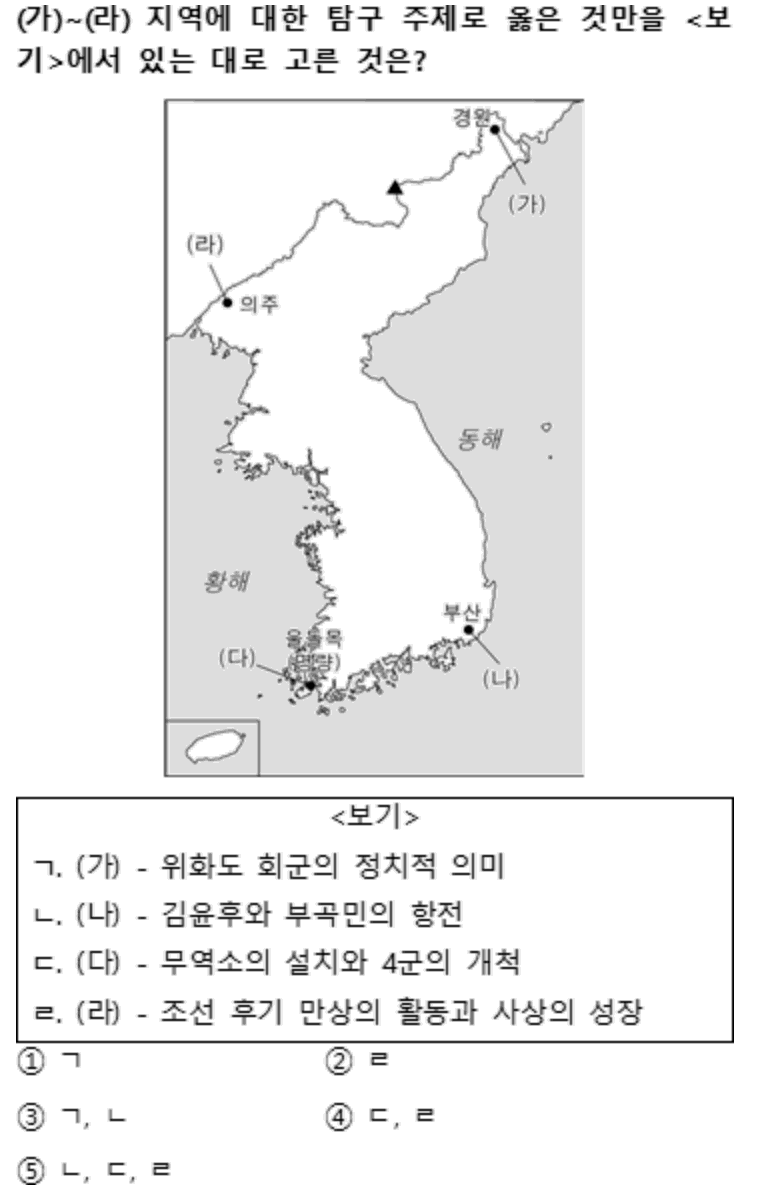 (가)~(라) 지역에 대한 탐구 주제로 옳은 것만을 <보
기>에서 있는 대로 고른 것은?
경원
(가)
(라)
의주
동해
황해
부산
울돌목
(다)
(명량)
(나)
<보기>
ㄱ. (가) - 위화도 회군의 정치적 의미
ㄴ. (나) - 김윤후와 부곡민의 항전
ㄷ. (다) - 무역소의 설치와 4군의 개척
ㄹ. (라) - 조선 후기 만상의 활동과 사상의 성장
① ㄱ ② ㄹ
③ ㄱ, ㄴ ④ ㄷ, ㄹ
⑤ ㄴ, ㄷ, ㄹ